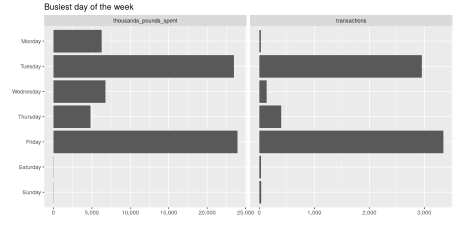 Busiest day of the week
thousands_pounds_spent transactions
Monday
Tuesday
Wednesday
Thursday
Friday
Saturday
Sunday
0 5,000 10,000 15,000 20,000 25,000 0 1,000 2,000 3,000